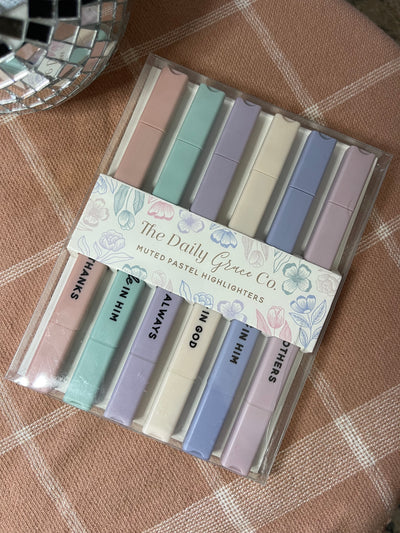 The Daily Grace Co.
MUTED PASTEL HIGHLIGHTERS
THANKS
IN HIM
ALWAYS
IN GOD
IN HIM
OTHERS